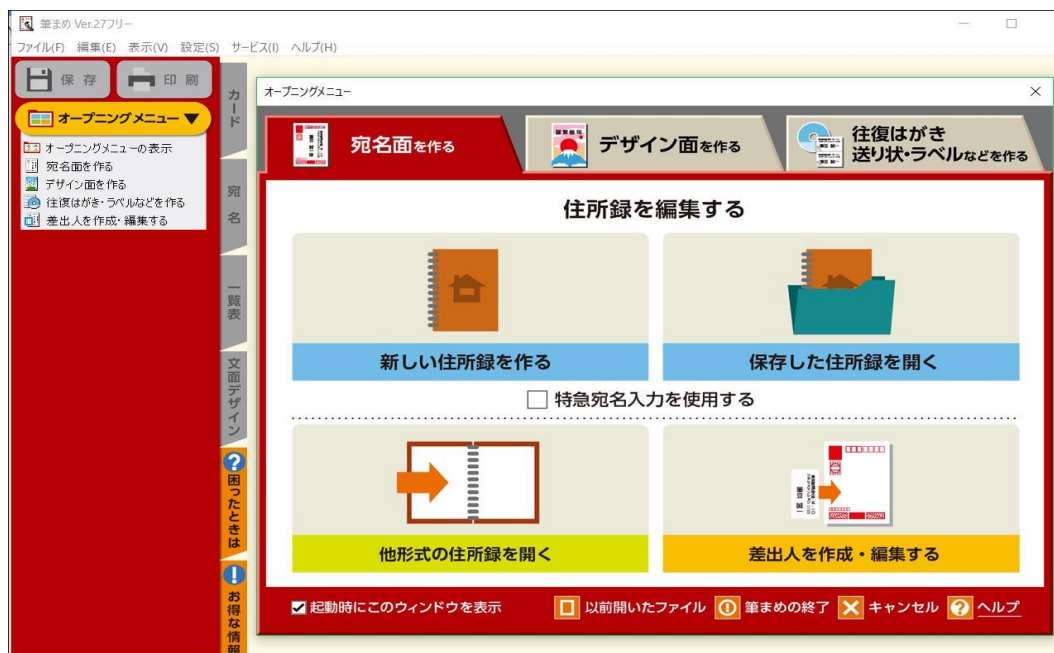 筆まめ Ver.27フリー
ファイル(F) 編集(E) 表示(V) 設定(S) サービス(I) ヘルプ(H)
保存
印刷
オープニングメニュー▼
オープニングメニューの表示
宛名面を作る
デザイン面を作る
往復はがき・ラベルなどを作る
差出人を作成・編集する
カード
宛名
一覧表
文面デザイン
?困ったときは
!お得な情報
オープニングメニュー
宛名面を作る
デザイン面を作る
往復はがき
送り状・ラベルなどを作る
住所録を編集する
新しい住所録を作る
保存した住所録を開く
特急宛名入力を使用する
他形式の住所録を開く
差出人を作成・編集する
起動時にこのウィンドウを表示
以前開いたファイル
筆まめの終了
キャンセル
?ヘルプ